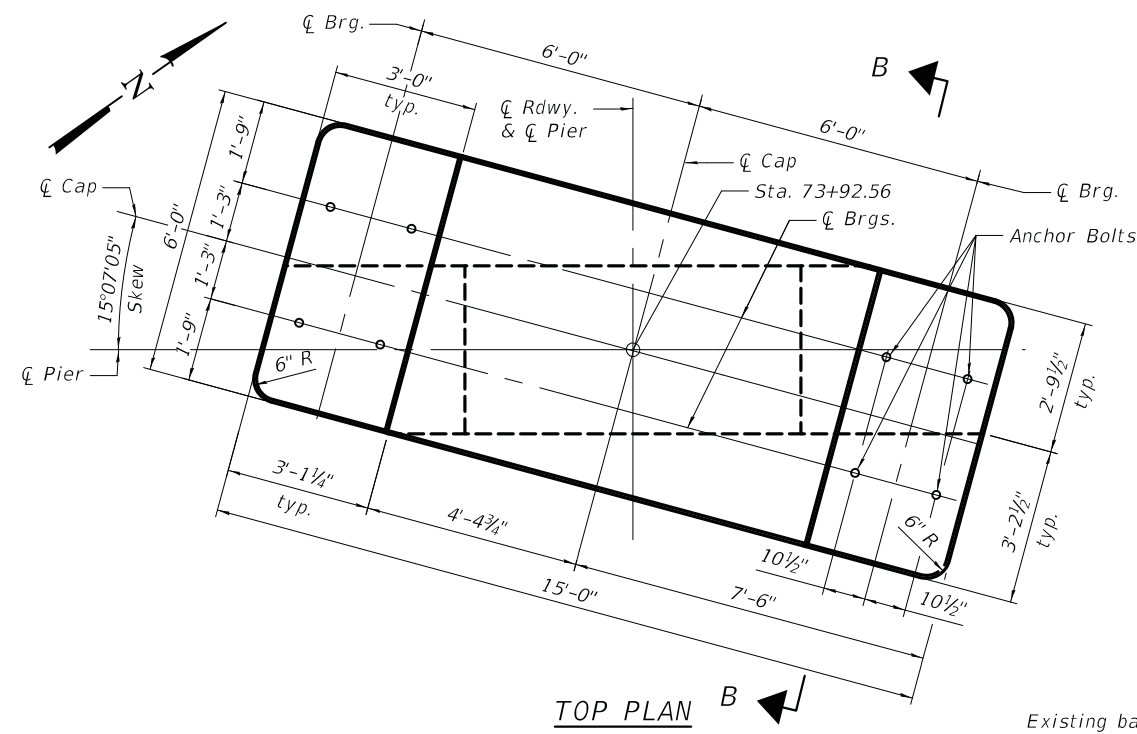 ℄ Brg.
6'-0"
B
3'-0"
typ.
℄ Rdwy.
& ℄ Pier
N
6'-0"
1'-9"
℄ Cap
℄ Brg.
℄ Cap
Sta. 73+92.56
1'-3"
6'-0"
℄ Brgs.
Anchor Bolts
1'-3"
15°07'05"
Skew
1'-9"
℄ Pier
6" R
2'-9½"
typ.
3'-1¼"
typ.
4'-4¾"
6" R
3'-2½"
typ.
10½"
15'-0"
7'-6"
10½"
TOP PLAN
B
Existing ba